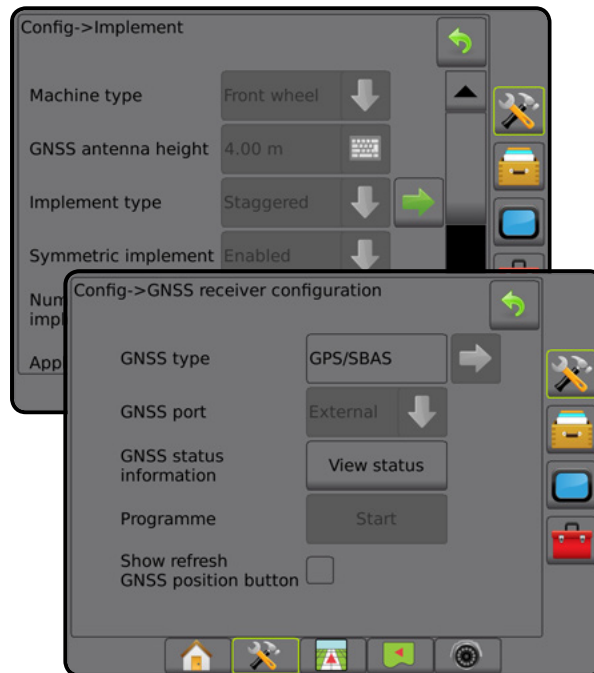 Config->Implement
Machine type
Front wheel
GNSS antenna height
4.00 m
Implement type
Staggered
Symmetric implement
Enabled
Config->GNSS receiver configuration
GNSS type
GPS/SBAS
GNSS port
External
GNSS status
information
View status
Programme
Start
Show refresh
GNSS position button